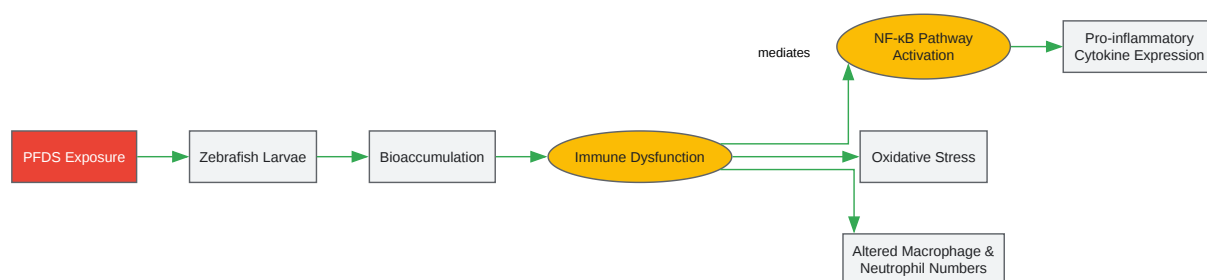 PFDS Exposure
Zebrafish Larvae
Bioaccumulation
Immune Dysfunction
mediates
NF-κB Pathway
Activation
Pro-inflammatory
Cytokine Expression
Oxidative Stress
Altered Macrophage &
Neutrophil Numbers